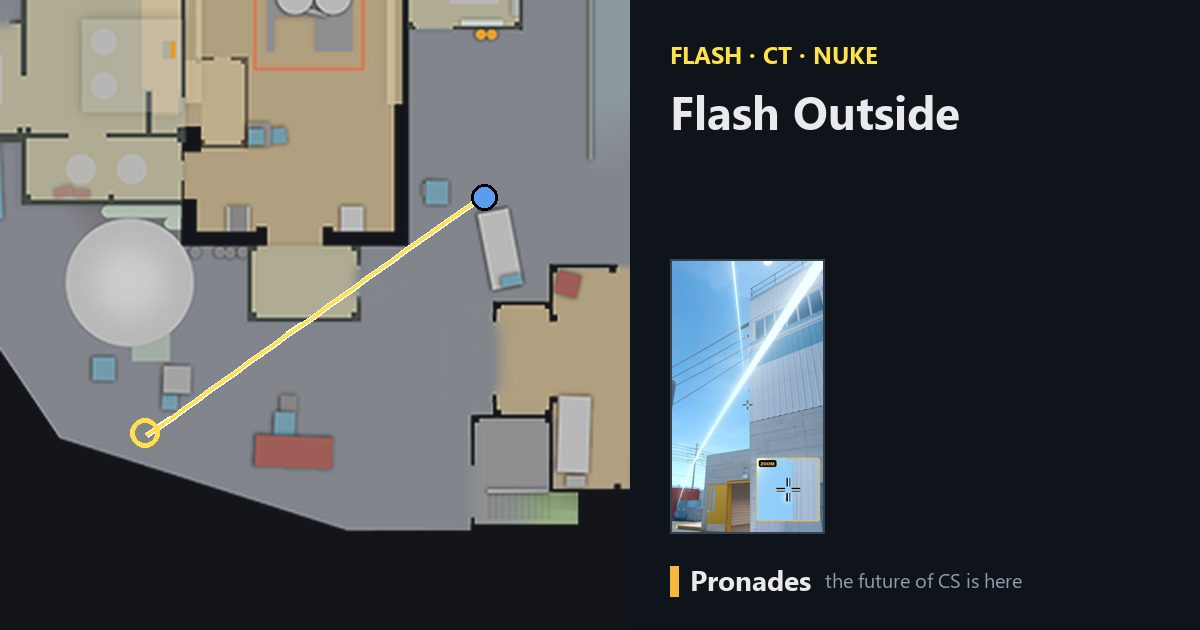 FLASH · CT · NUKE
Flash Outside
ZOOM
Pronades the future of CS is here